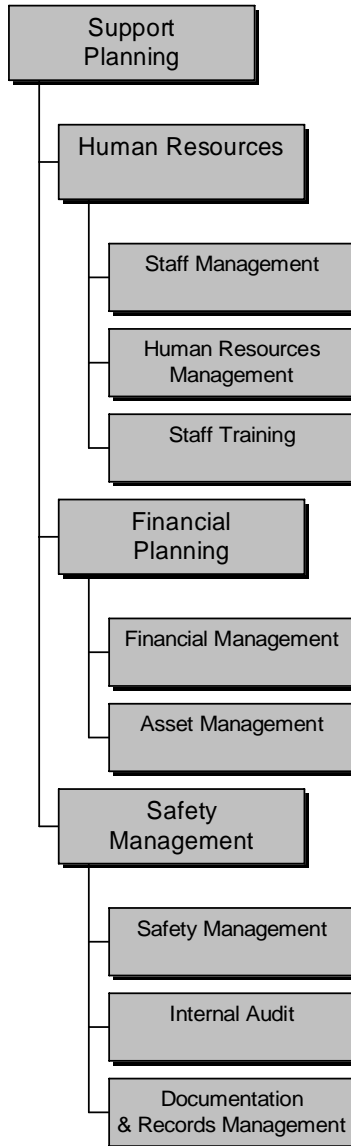 Support
Planning
Human Resources
Staff Management
Human Resources
Management
Staff Training
Financial
Planning
Financial Management
Asset Management
Safety
Management
Safety Management
Internal Audit
Documentation
& Records Management